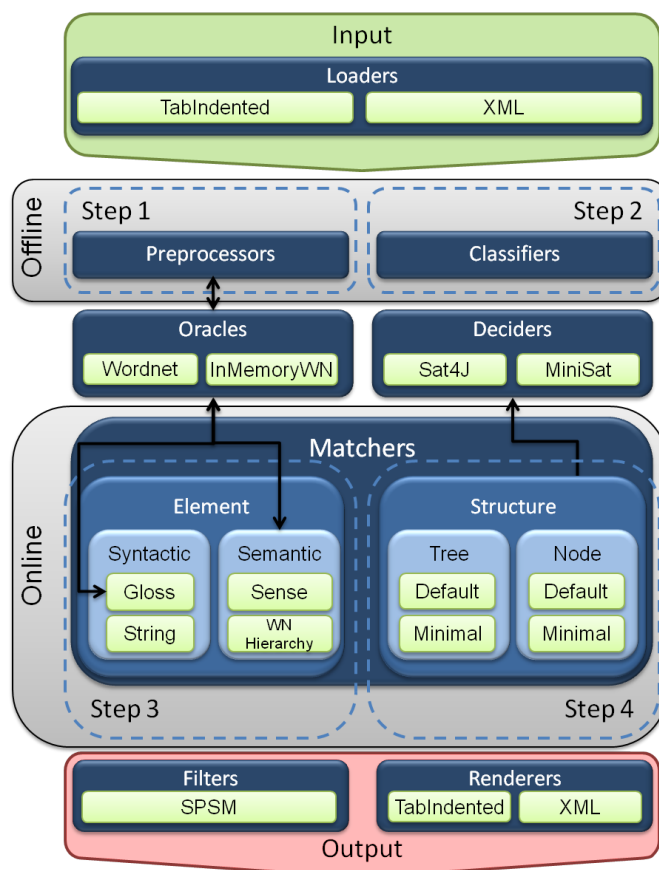 Input
Loaders
TabIndented XML
Offline
Step 1 Step 2
Preprocessors Classifiers
Oracles Deciders
Wordnet InMemoryWN Sat4J MiniSat
Online
Matchers
Element Structure
Syntactic Semantic Tree Node
Gloss Sense Default Default
String WN Hierarchy Minimal Minimal
Step 3 Step 4
Filters Renderers
SPSM TabIndented XML
Output